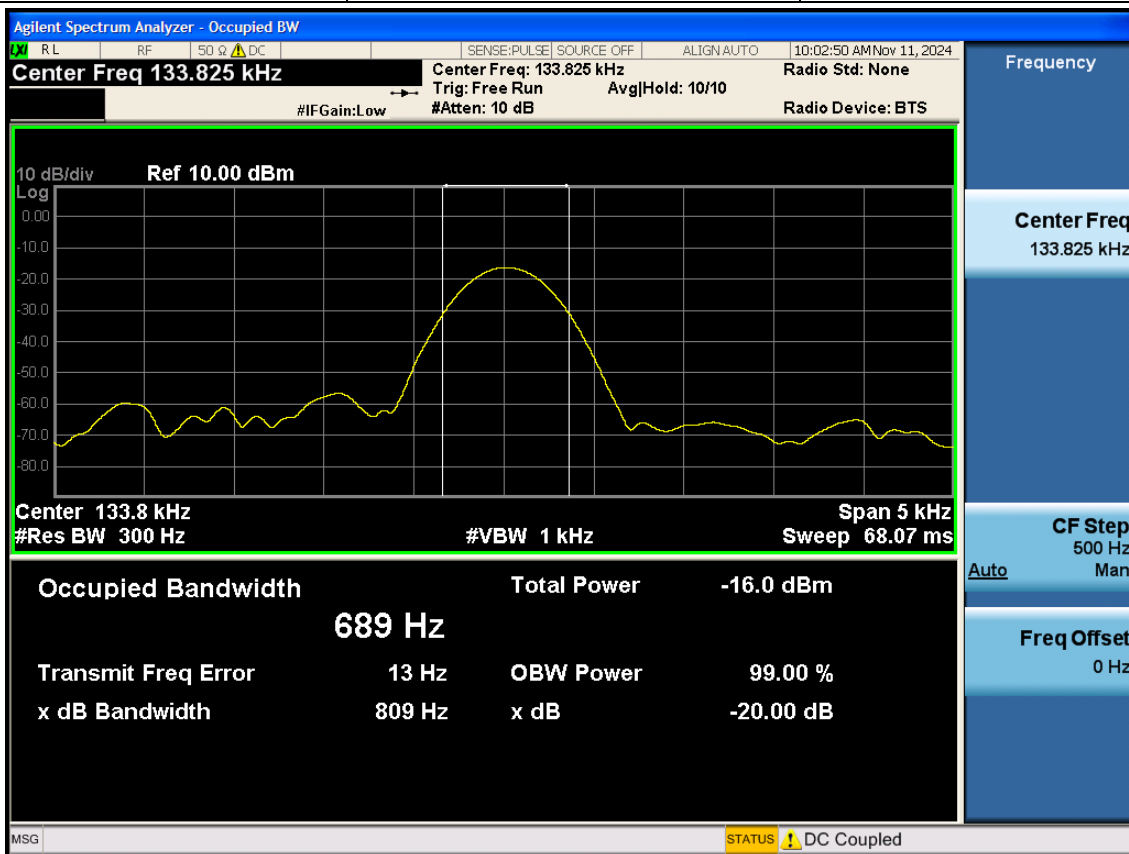 Agilent Spectrum Analyzer - Occupied BW
LXI RL RF 50 Ω DC SENSE:PULSE SOURCE OFF ALIGN AUTO 10:02:50 AM Nov 11, 2024
Center Freq 133.825 kHz
Center Freq: 133.825 kHz
Radio Std: None
Trig: Free Run
Avg|Hold: 10/10
#IFGain:Low
#Atten: 10 dB
Radio Device: BTS
10 dB/div
Ref 10.00 dBm
Log
0.00
-10.0
-20.0
-30.0
-40.0
-50.0
-60.0
-70.0
-80.0
Center 133.8 kHz
Span 5 kHz
#Res BW 300 Hz
#VBW 1 kHz
Sweep 68.07 ms
Occupied Bandwidth
689 Hz
Total Power -16.0 dBm
Transmit Freq Error 13 Hz
OBW Power 99.00 %
x dB Bandwidth 809 Hz
x dB -20.00 dB
Frequency
Center Freq
133.825 kHz
CF Step
500 Hz
Auto Man
Freq Offset
0 Hz
MSG
STATUS DC Coupled